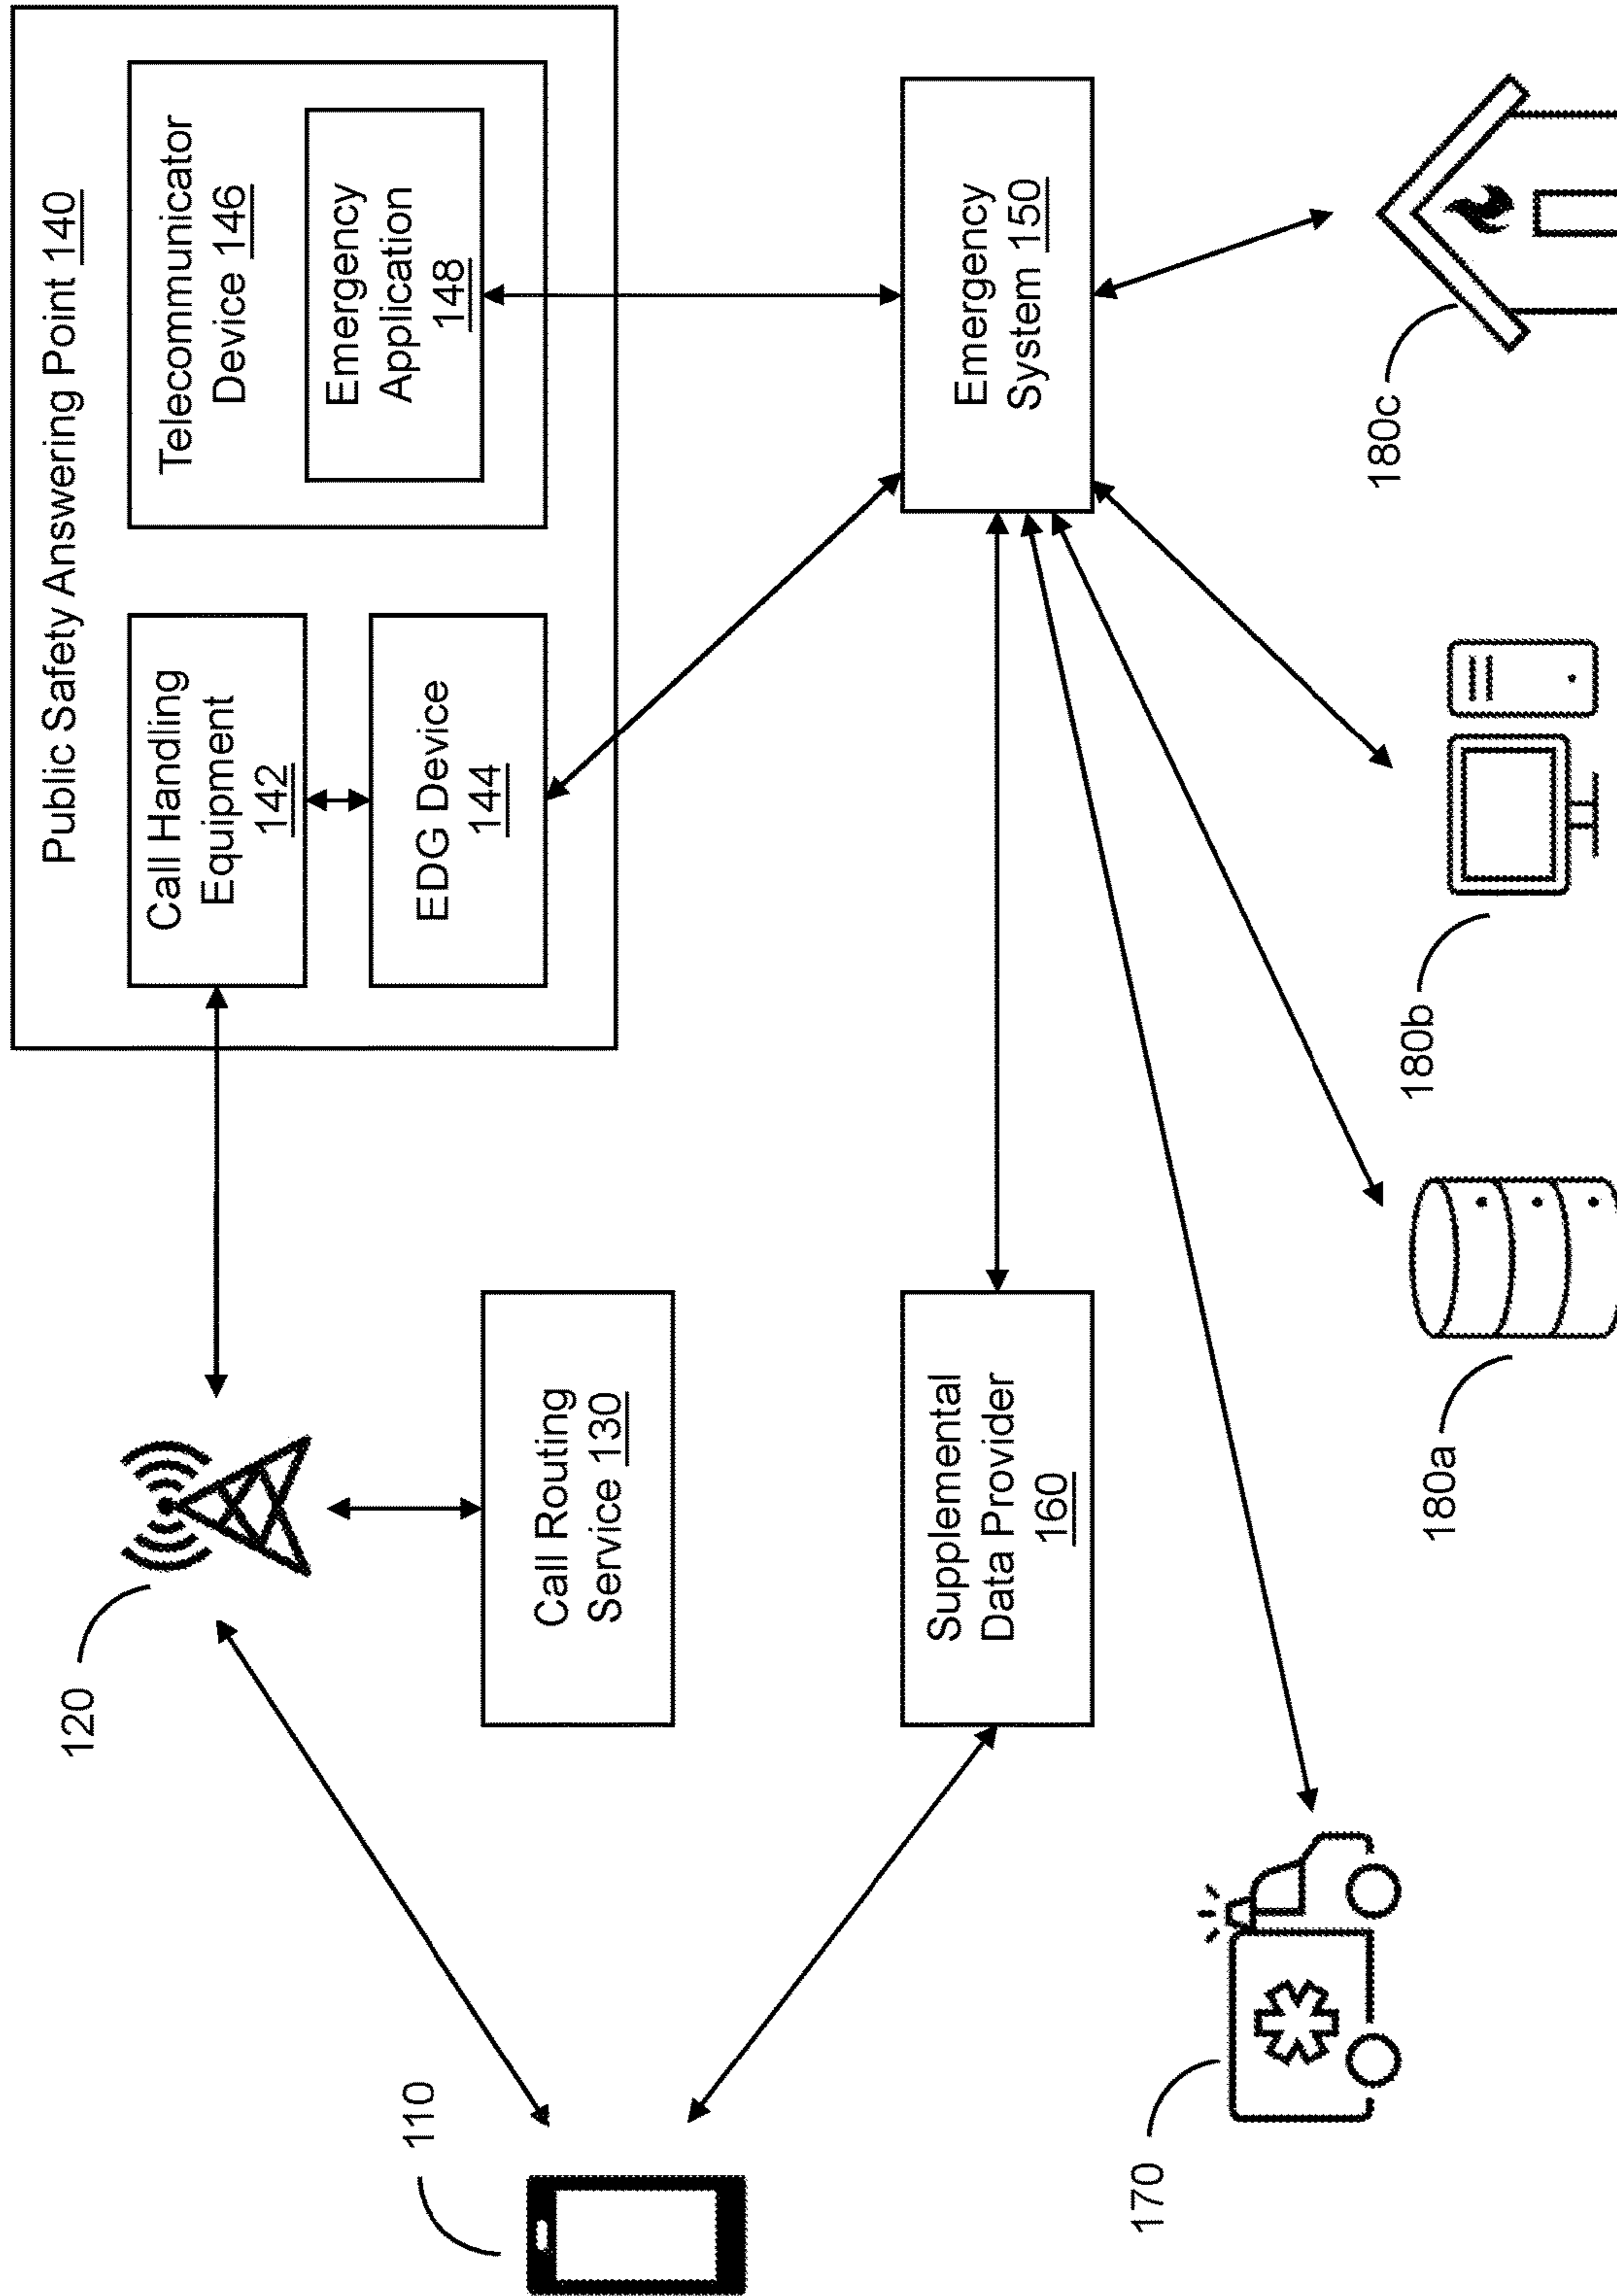 Public Safety Answering Point 140
120
Call Handling
Equipment
142
Telecommunicator
Device 146
EDG Device
144
Emergency
Application
148
110
Call Routing
Service 130
Supplemental
Data Provider
160
Emergency
System 150
170
180a
180b
180c